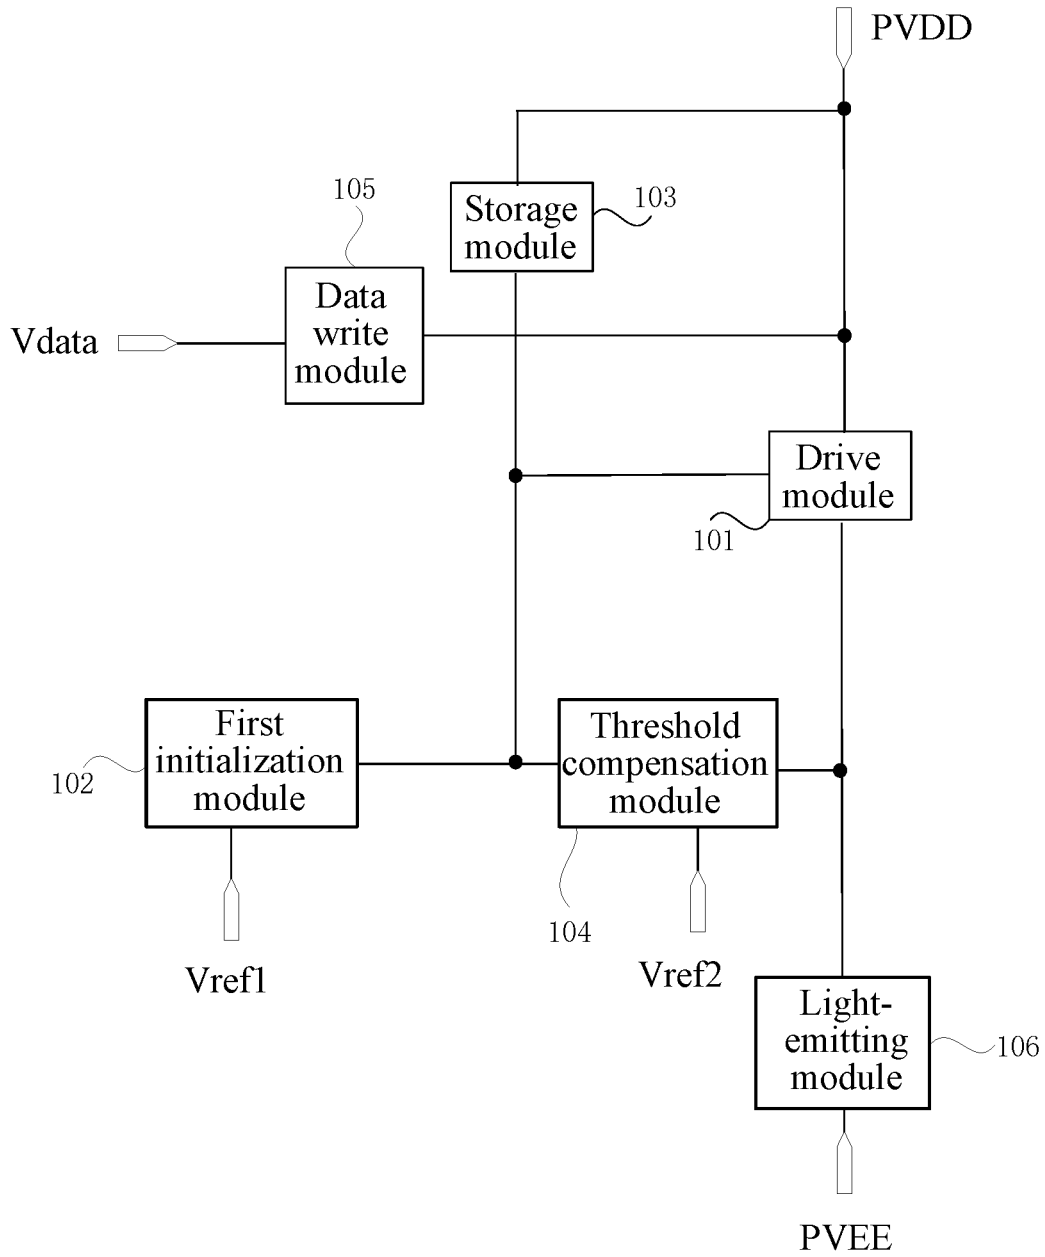 PVDD
105
Storage
module
103
Data
write
module
Vdata
Drive
module
101
First
initialization
module
102
Threshold
compensation
module
104
Vref1
Vref2
Light-
emitting
module
106
PVEE